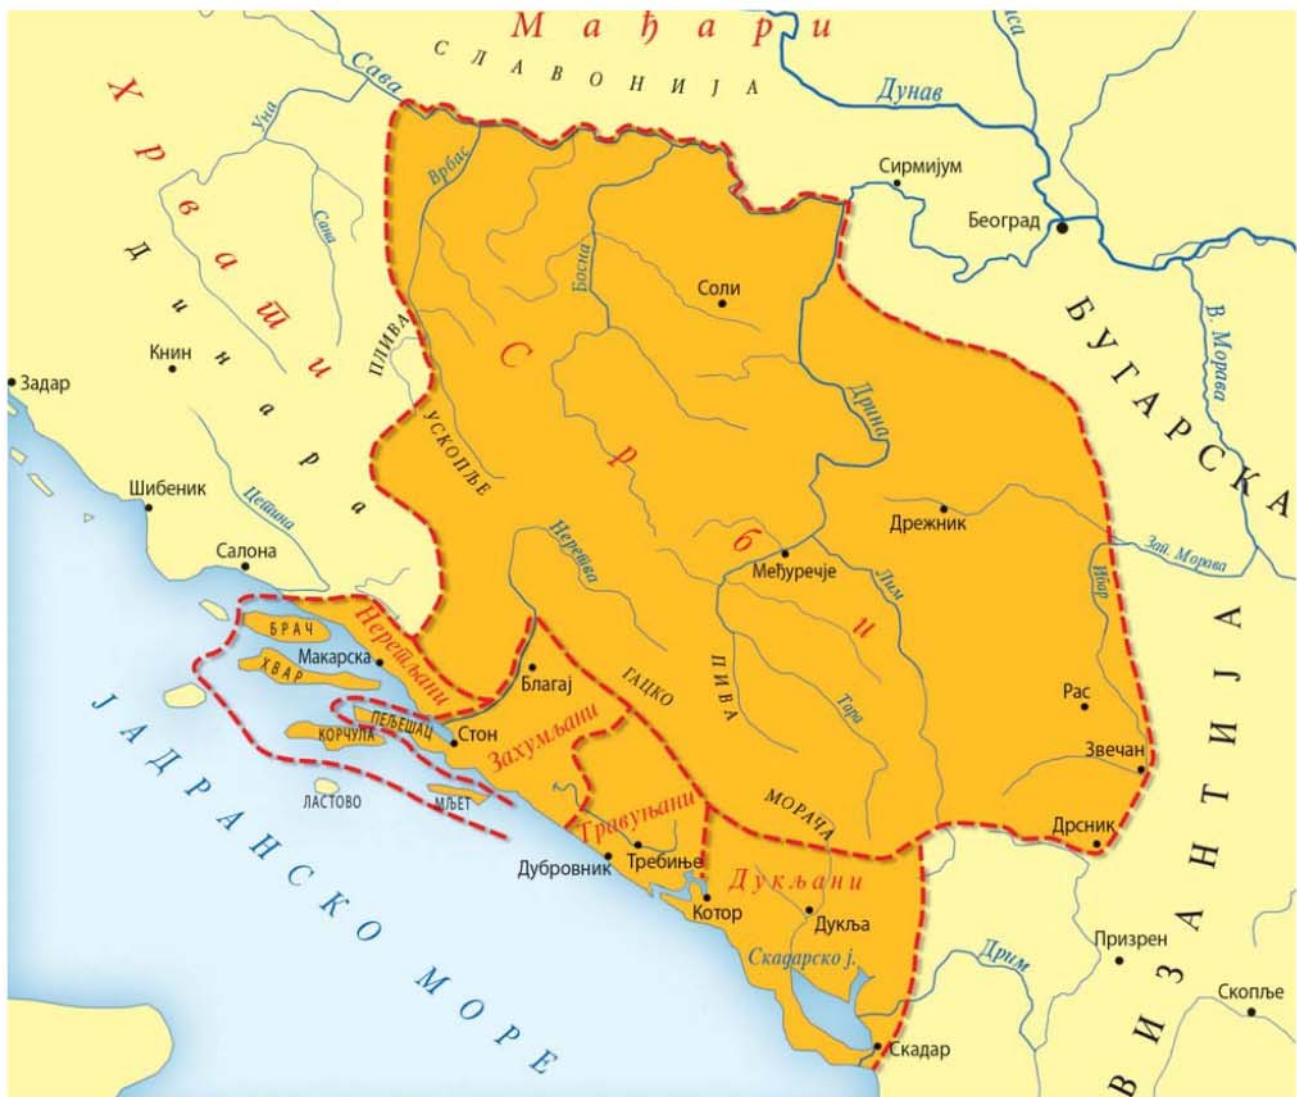 Мађари
СЛАВОНИЈА
Сава
Дунав
Хрвати
Уна
Врбас
Сирмијум
Београд
Сана
Босна
Соли
БУГАРСКА
В. Морава
Динара
Книн
ПЛИВА
Срби
Задар
Дрина
УСКОПЉЕ
Шибеник
Цетина
Дрежник
Неретва
Салона
Међуречје
Лим
Зап. Морава
Ибар
БРАЧ
Неретљани
Макарска
ХВАР
Благај
ГАЦКО
ПИВА
Тара
Рас
ВИЗАНТИЈА
ПЕЉЕШАЦ
КОРЧУЛА
Стон
Захумљани
Звечан
ЛАСТОВО
МЉЕТ
Травуњани
МОРАЧА
Дрсник
Дубровник
Требиње
Дукљани
Котор
Дукља
ЈАДРАНСКО МОРЕ
Скадарско ј.
Дрим
Призрен
Скопље
Скадар